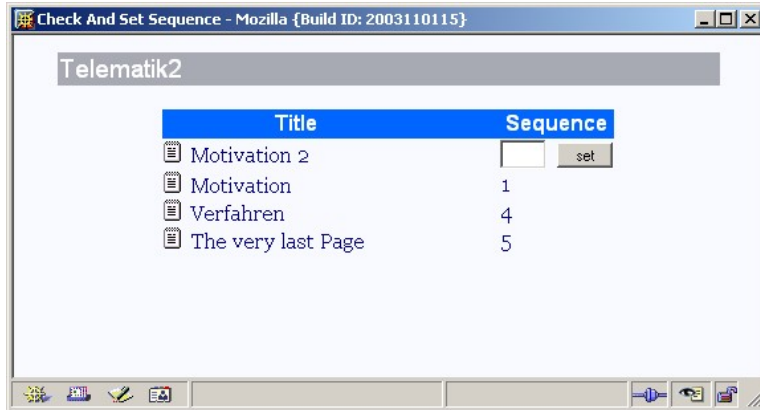 Check And Set Sequence - Mozilla {Build ID: 2003110115}
Telematik2
Title Sequence
Motivation 2 set
Motivation 1
Verfahren 4
The very last Page 5